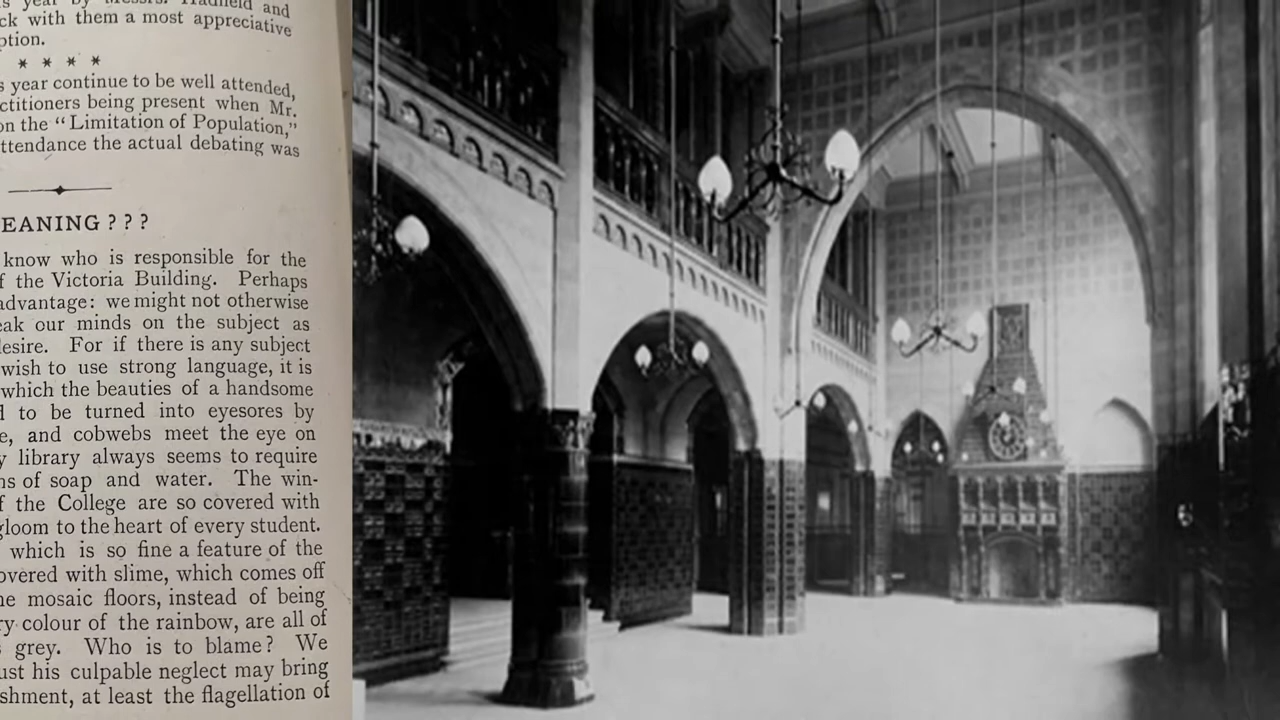 s year by Messrs. Hadfield and
ck with them a most appreciative
ption.
* * * *
s year continue to be well attended,
ctitioners being present when Mr.
on the “Limitation of Population,”
ttendance the actual debating was
EANING ? ? ?
know who is responsible for the
f the Victoria Building. Perhaps
advantage: we might not otherwise
eak our minds on the subject as
lesire. For if there is any subject
wish to use strong language, it is
which the beauties of a handsome
l to be turned into eyesores by
e, and cobwebs meet the eye on
y library always seems to require
ns of soap and water. The win-
f the College are so covered with
gloom to the heart of every student.
which is so fine a feature of the
overed with slime, which comes off
he mosaic floors, instead of being
ry colour of the rainbow, are all of
s grey. Who is to blame? We
ust his culpable neglect may bring
shment, at least the flagellation of